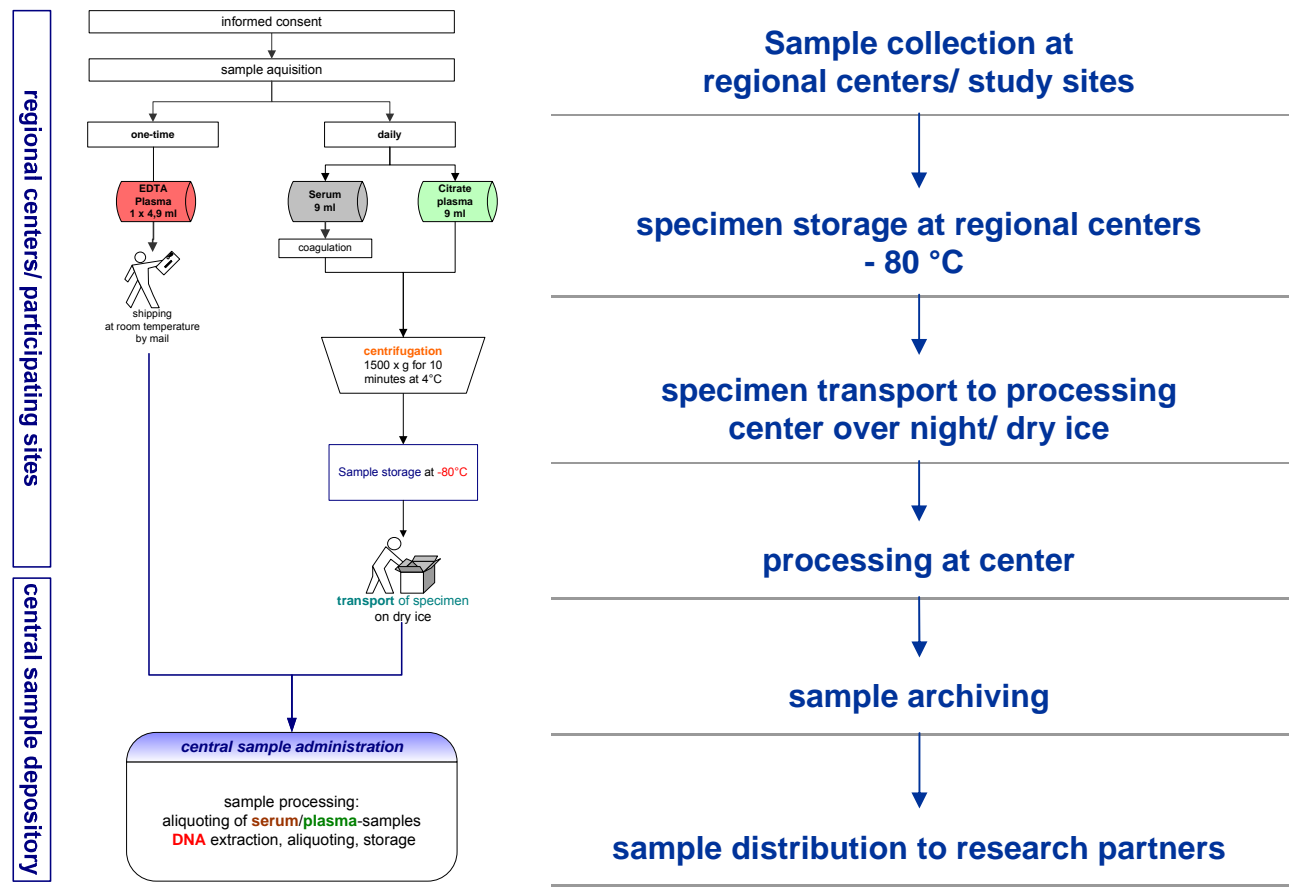 regional centers/ participating sites
central sample depository
informed consent
sample aquisition
one-time
daily
EDTA
Plasma
1 x 4,9 ml
Serum
9 ml
Citrate
plasma
9 ml
coagulation
shipping
at room temperature
by mail
centrifugation
1500 x g for 10
minutes at 4°C
Sample storage at -80°C
transport of specimen
on dry ice
central sample administration
sample processing:
aliquoting of serum/plasma-samples
DNA extraction, aliquoting, storage
Sample collection at
regional centers/ study sites
specimen storage at regional centers
- 80 °C
specimen transport to processing
center over night/ dry ice
processing at center
sample archiving
sample distribution to research partners